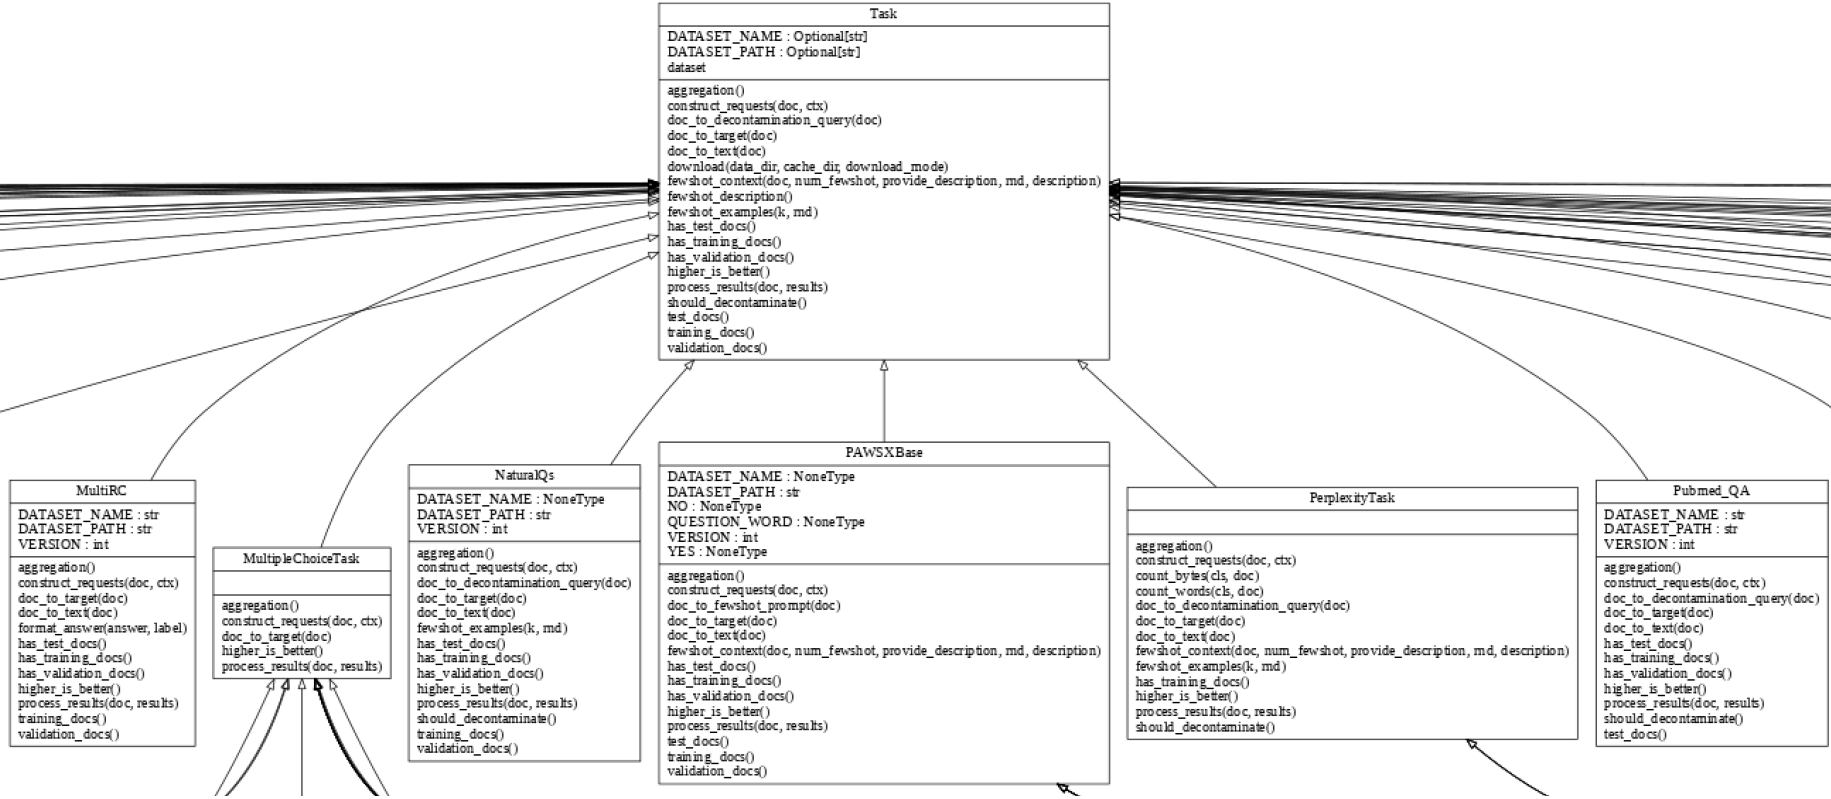 Task
DATASET_NAME : Optional[str]
DATASET_PATH : Optional[str]
dataset
aggregation()
construct_requests(doc, ctx)
doc_to_decontamination_query(doc)
doc_to_target(doc)
doc_to_text(doc)
download(data_dir, cache_dir, download_mode)
fewshot_context(doc, num_fewshot, provide_description, rnd, description)
fewshot_description()
fewshot_examples(k, rnd)
has_test_docs()
has_training_docs()
has_validation_docs()
higher_is_better()
process_results(doc, results)
should_decontaminate()
test_docs()
training_docs()
validation_docs()
MultiRC
DATASET_NAME : str
DATASET_PATH : str
VERSION : int
aggregation()
construct_requests(doc, ctx)
doc_to_target(doc)
doc_to_text(doc)
format_answer(answer, label)
has_test_docs()
has_training_docs()
has_validation_docs()
higher_is_better()
process_results(doc, results)
training_docs()
validation_docs()
MultipleChoiceTask
aggregation()
construct_requests(doc, ctx)
doc_to_target(doc)
higher_is_better()
process_results(doc, results)
NaturalQs
DATASET_NAME : NoneType
DATASET_PATH : str
VERSION : int
aggregation()
construct_requests(doc, ctx)
doc_to_decontamination_query(doc)
doc_to_target(doc)
doc_to_text(doc)
fewshot_examples(k, rnd)
has_test_docs()
has_training_docs()
has_validation_docs()
higher_is_better()
process_results(doc, results)
should_decontaminate()
training_docs()
validation_docs()
PAWSXBase
DATASET_NAME : NoneType
DATASET_PATH : str
NO : NoneType
QUESTION_WORD : NoneType
VERSION : int
YES : NoneType
aggregation()
construct_requests(doc, ctx)
doc_to_fewshot_prompt(doc)
doc_to_target(doc)
doc_to_text(doc)
fewshot_context(doc, num_fewshot, provide_description, rnd, description)
has_test_docs()
has_training_docs()
has_validation_docs()
higher_is_better()
process_results(doc, results)
test_docs()
training_docs()
validation_docs()
PerplexityTask
aggregation()
construct_requests(doc, ctx)
count_bytes(cls, doc)
count_words(cls, doc)
doc_to_decontamination_query(doc)
doc_to_target(doc)
doc_to_text(doc)
fewshot_context(doc, num_fewshot, provide_description, rnd, description)
fewshot_examples(k, rnd)
has_training_docs()
higher_is_better()
process_results(doc, results)
should_decontaminate()
Pubmed_QA
DATASET_NAME : str
DATASET_PATH : str
VERSION : int
aggregation()
construct_requests(doc, ctx)
doc_to_decontamination_query(doc)
doc_to_target(doc)
doc_to_text(doc)
has_test_docs()
has_training_docs()
has_validation_docs()
higher_is_better()
process_results(doc, results)
should_decontaminate()
test_docs()